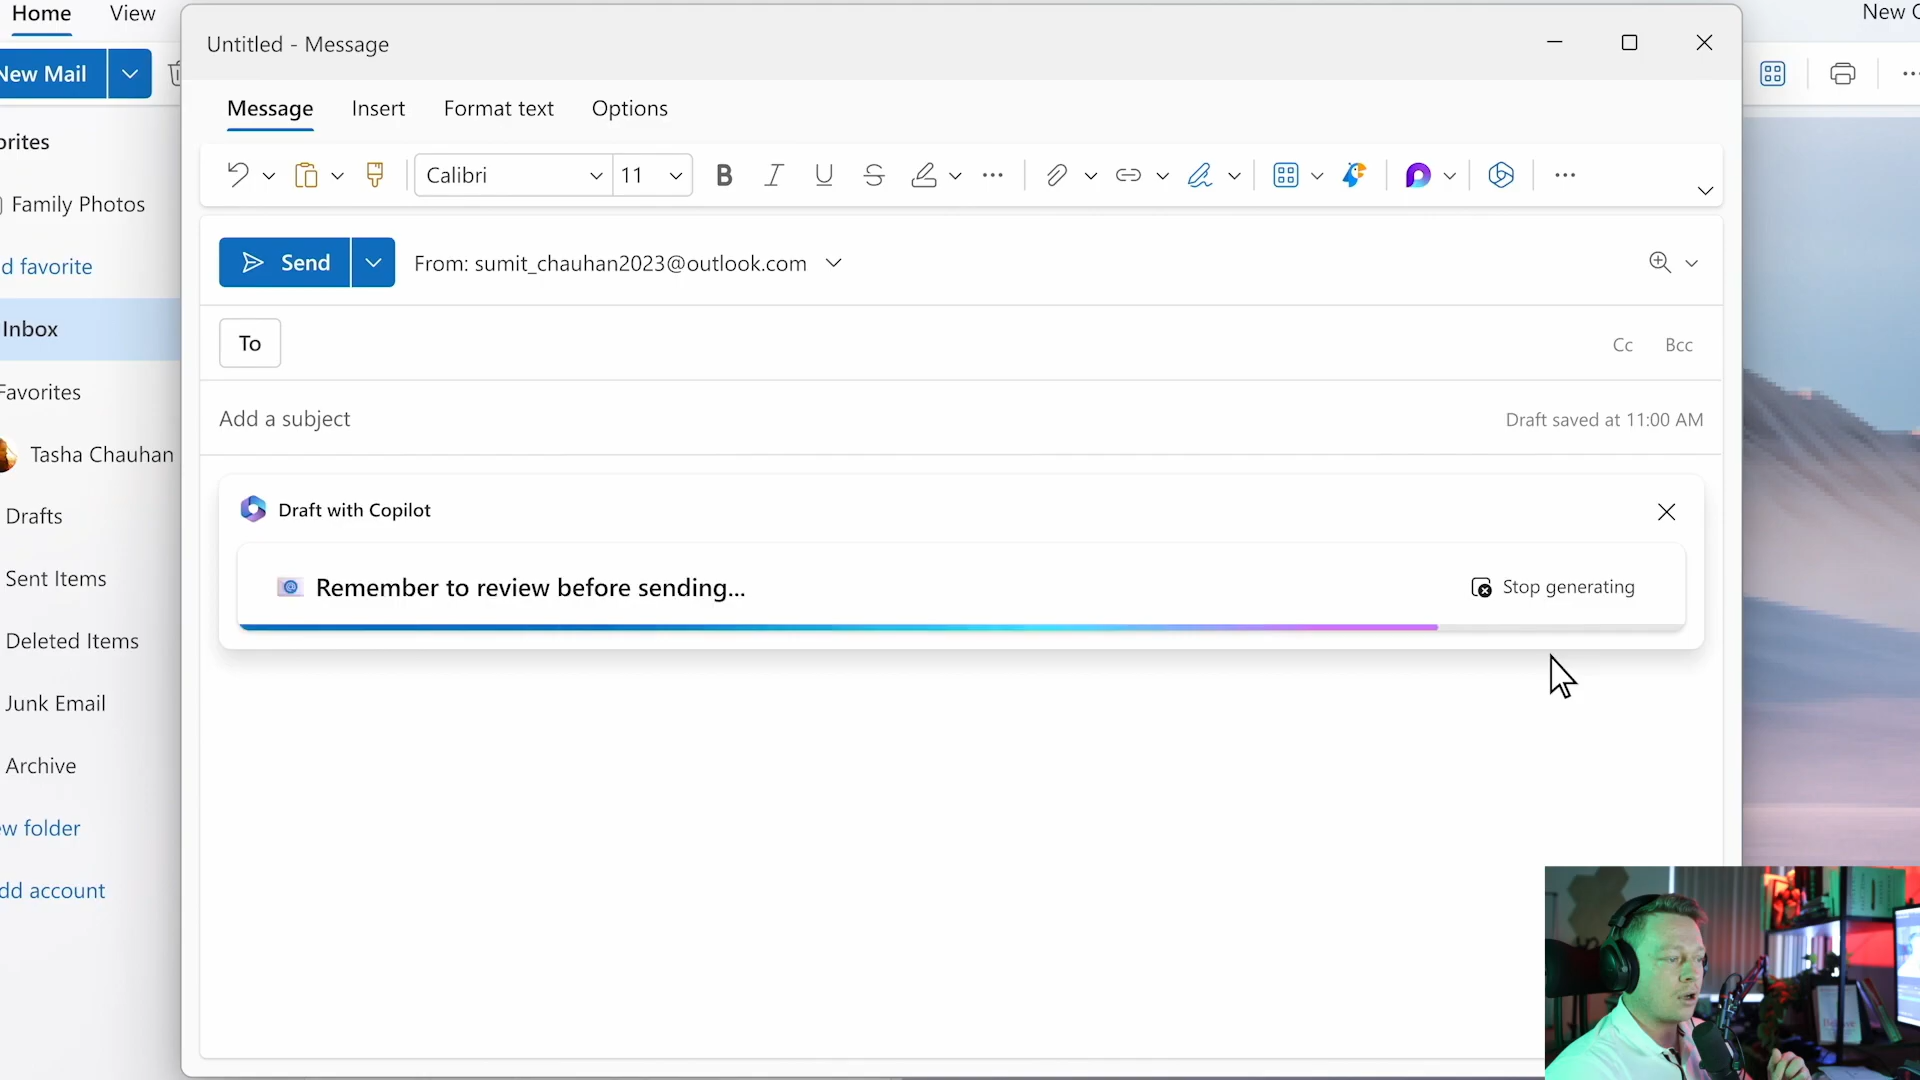 Home View
New C
Untitled - Message
New Mail
Message Insert Format text Options
orites
Calibri 11
Family Photos
Send From: sumit_chauhan2023@outlook.com
d favorite
Inbox
To Cc Bcc
Favorites
Add a subject Draft saved at 11:00 AM
Tasha Chauhan
Draft with Copilot
Drafts
Remember to review before sending... Stop generating
Sent Items
Deleted Items
Junk Email
Archive
ew folder
dd account